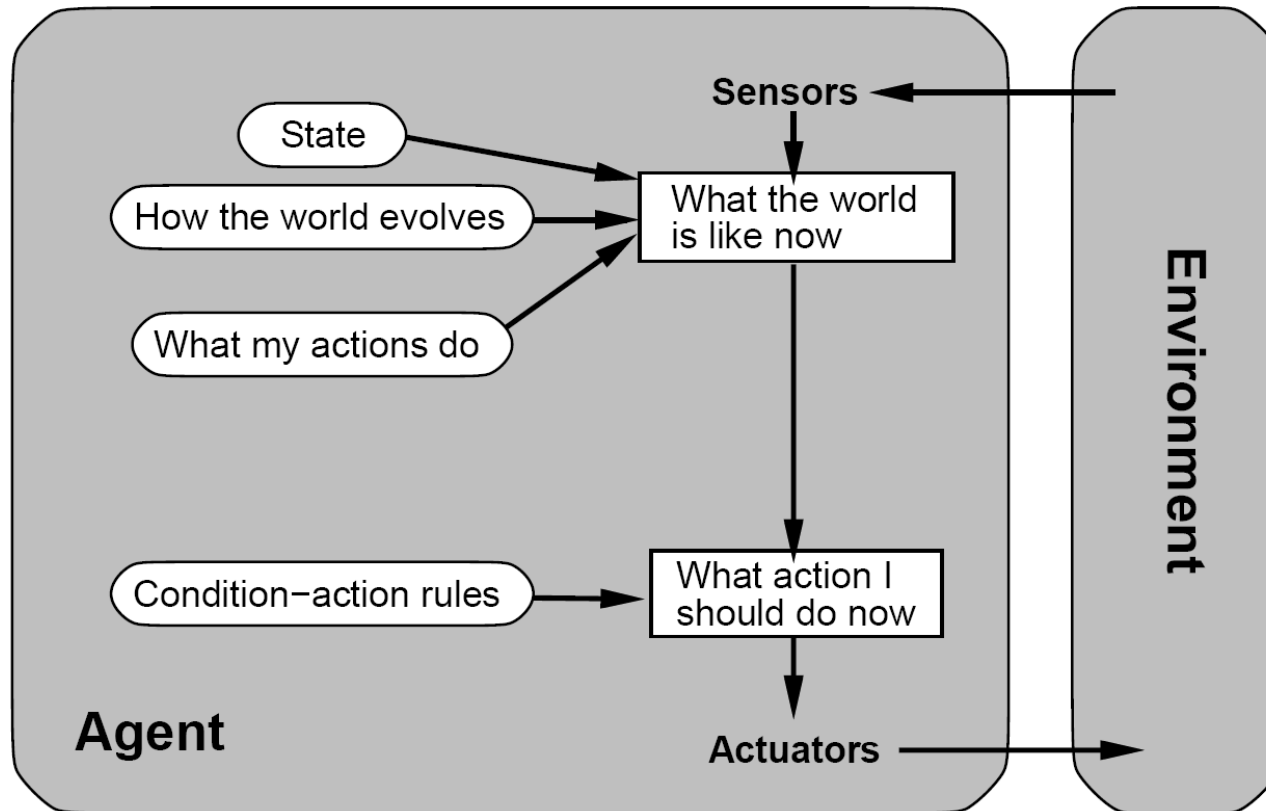 Sensors
State
How the world evolves
What the world
is like now
What my actions do
Environment
Condition−action rules
What action I
should do now
Agent
Actuators